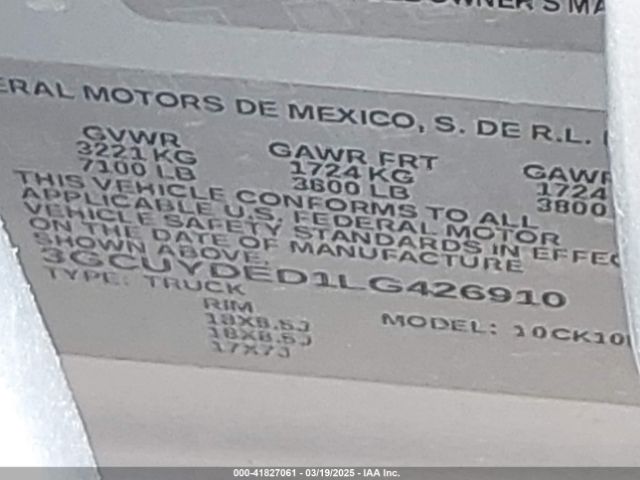 OWNER'S MA
ERAL MOTORS DE MEXICO, S. DE R.L.
GVWR GAWR FRT GAWR
3221 KG 1724 KG 1724
7100 LB 3800 LB 3800
THIS VEHICLE CONFORMS TO ALL
APPLICABLE U.S. FEDERAL MOTOR
VEHICLE SAFETY STANDARDS IN EFFEC
ON THE DATE OF MANUFACTURE
SHOWN ABOVE.
3GCUYDED1LG426910
TYPE: TRUCK
RIM MODEL: 10CK10
18X8.5J
18X8.5J
17X7J
000-41827061 - 03/19/2025 - IAA Inc.